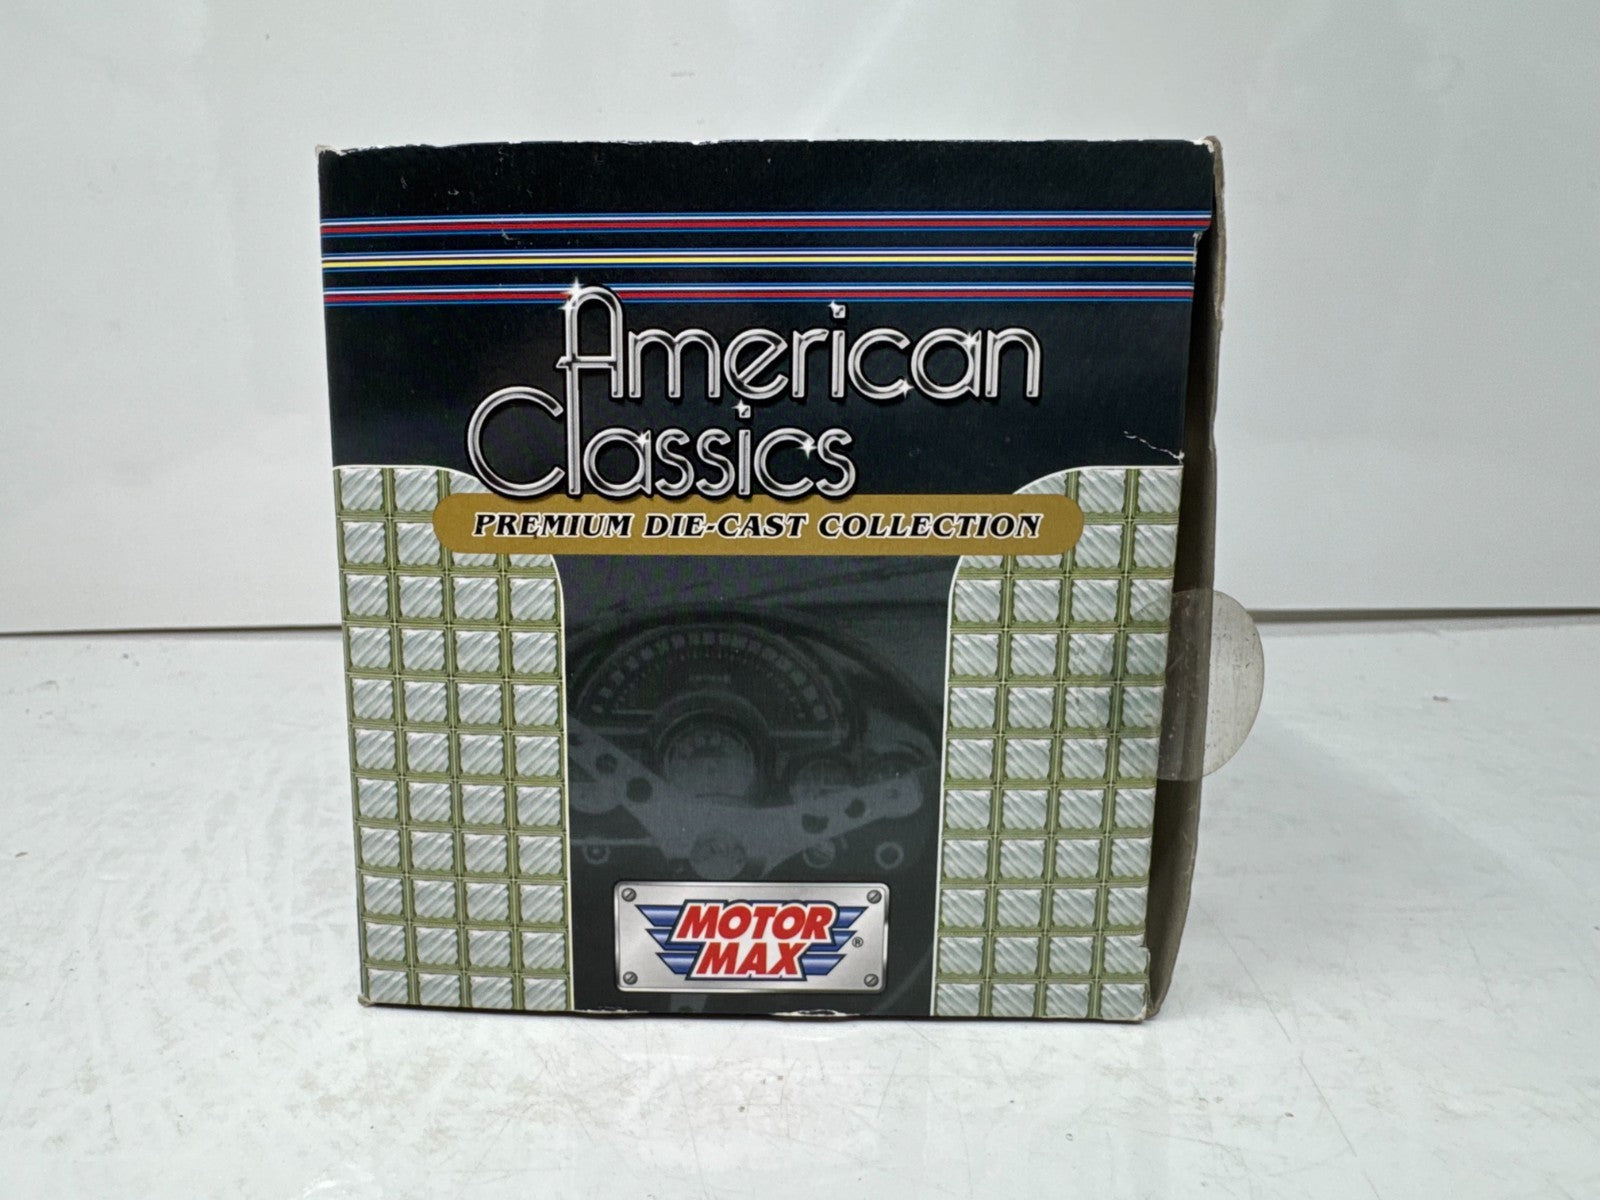 American
Classics
PREMIUM DIE-CAST COLLECTION
MOTOR
MAX®